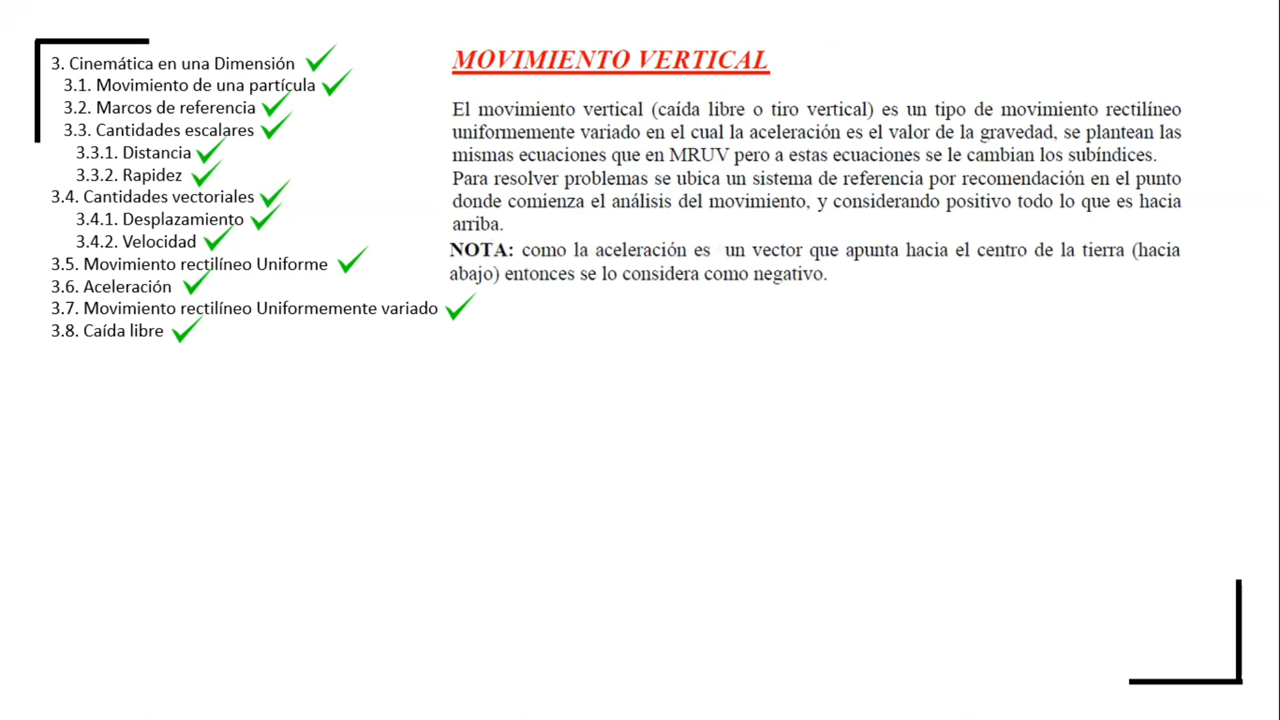 3. Cinemática en una Dimensión
3.1. Movimiento de una partícula
3.2. Marcos de referencia
3.3. Cantidades escalares
3.3.1. Distancia
3.3.2. Rapidez
3.4. Cantidades vectoriales
3.4.1. Desplazamiento
3.4.2. Velocidad
3.5. Movimiento rectilíneo Uniforme
3.6. Aceleración
3.7. Movimiento rectilíneo Uniformemente variado
3.8. Caída libre
MOVIMIENTO VERTICAL
El movimiento vertical (caída libre o tiro vertical) es un tipo de movimiento rectilíneo
uniformemente variado en el cual la aceleración es el valor de la gravedad, se plantean las
mismas ecuaciones que en MRUV pero a estas ecuaciones se le cambian los subíndices.
Para resolver problemas se ubica un sistema de referencia por recomendación en el punto
donde comienza el análisis del movimiento, y considerando positivo todo lo que es hacia
arriba.
NOTA: como la aceleración es un vector que apunta hacia el centro de la tierra (hacia
abajo) entonces se lo considera como negativo.